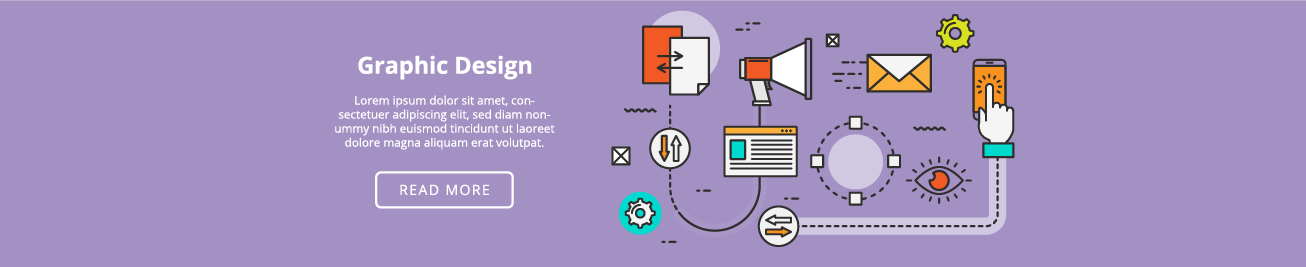 Graphic Design
Lorem ipsum dolor sit amet, con-
sectetuer adipiscing elit, sed diam non-
ummy nibh euismod tincidunt ut laoreet
dolore magna aliquam erat volutpat.
READ MORE